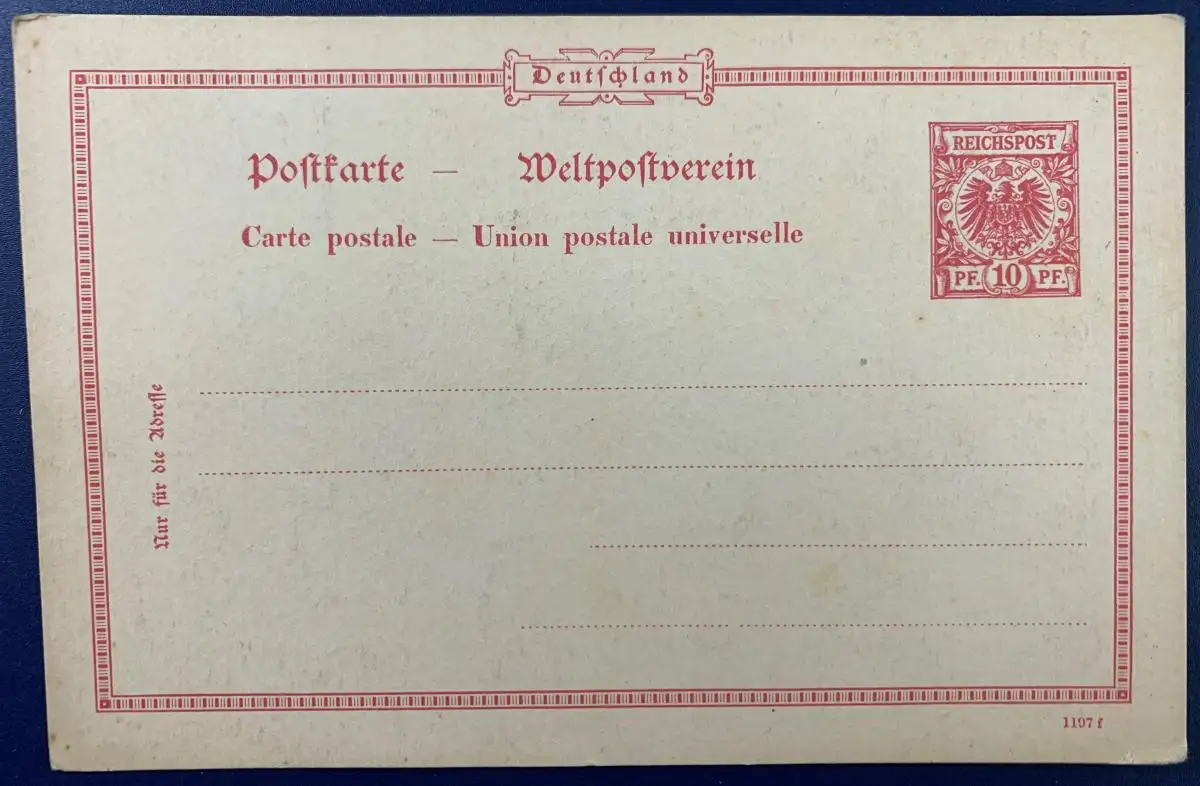 Deutschland
Postkarte – Weltpostverein
Carte postale — Union postale universelle
REICHSPOST
PF. 10 PF.
Nur für die Adresse
1197 f